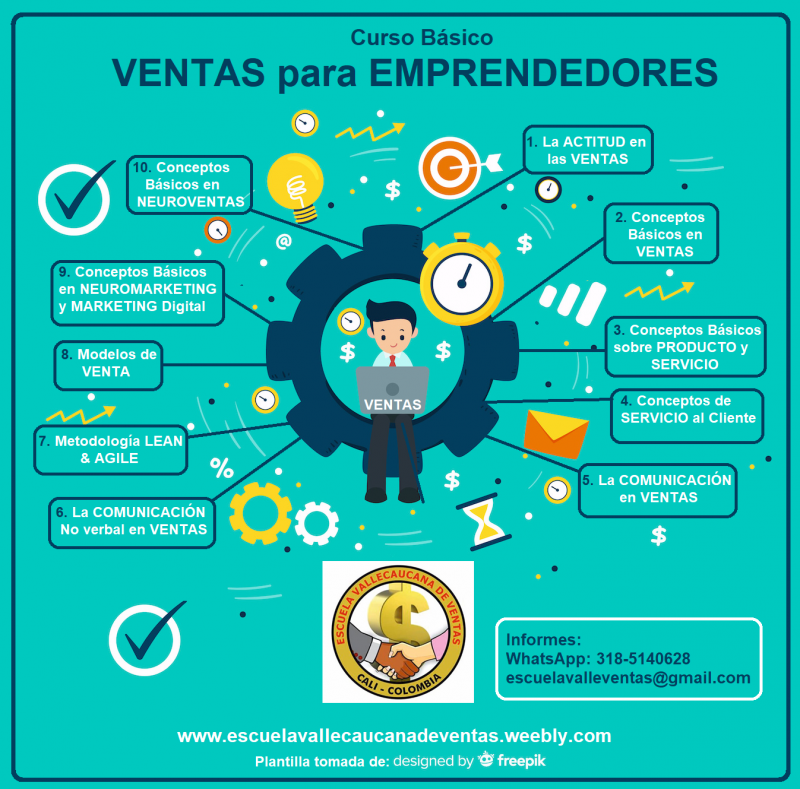 Curso Básico
VENTAS para EMPRENDEDORES
1. La ACTITUD en
las VENTAS
2. Conceptos
Básicos en
VENTAS
3. Conceptos Básicos
sobre PRODUCTO y
SERVICIO
4. Conceptos de
SERVICIO al Cliente
5. La COMUNICACIÓN
en VENTAS
6. La COMUNICACIÓN
No verbal en VENTAS
7. Metodología LEAN
& AGILE
8. Modelos de
VENTA
9. Conceptos Básicos
en NEUROMARKETING
y MARKETING Digital
10. Conceptos
Básicos en
NEUROVENTAS
VENTAS
ESCUELA VALLECAUCANA DE VENTAS
CALI - COLOMBIA
Informes:
WhatsApp: 318-5140628
escuelavalleventas@gmail.com
www.escuelavallecaucanadeventas.weebly.com
Plantilla tomada de: designed by freepik